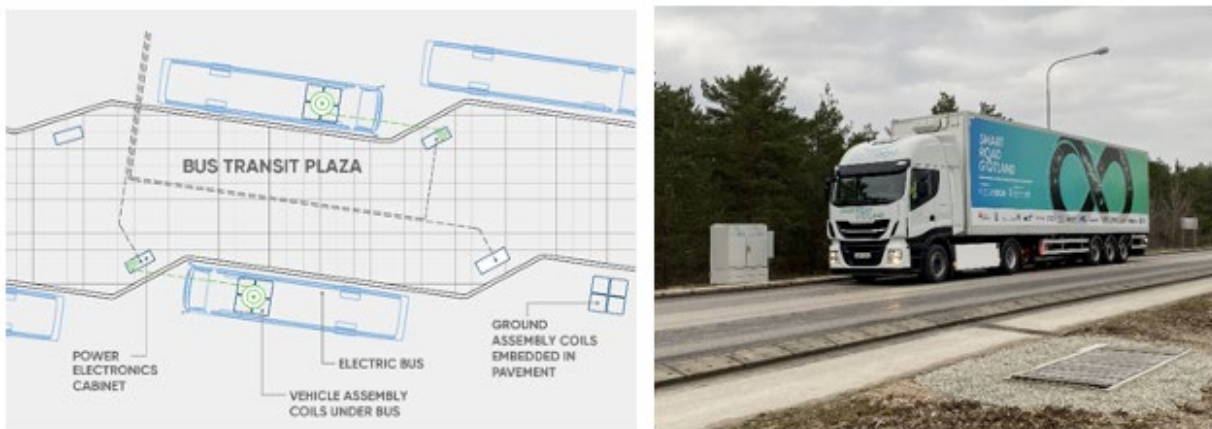 BUS TRANSIT PLAZA
POWER
ELECTRONICS
CABINET
VEHICLE ASSEMBLY
COILS UNDER BUS
ELECTRIC BUS
GROUND
ASSEMBLY COILS
EMBEDDED IN
PAVEMENT
SMART
ROAD
GOTLAND